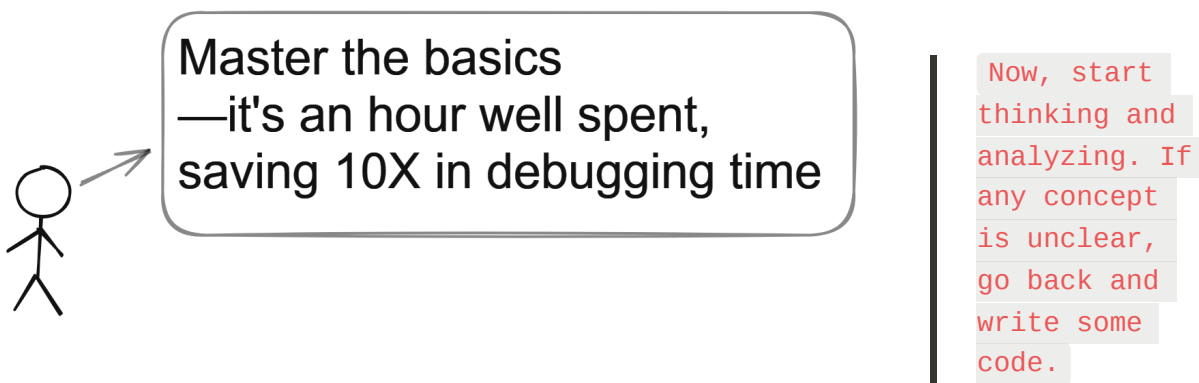 Master the basics
—it's an hour well spent,
saving 10X in debugging time
Now, start
thinking and
analyzing. If
any concept
is unclear,
go back and
write some
code.